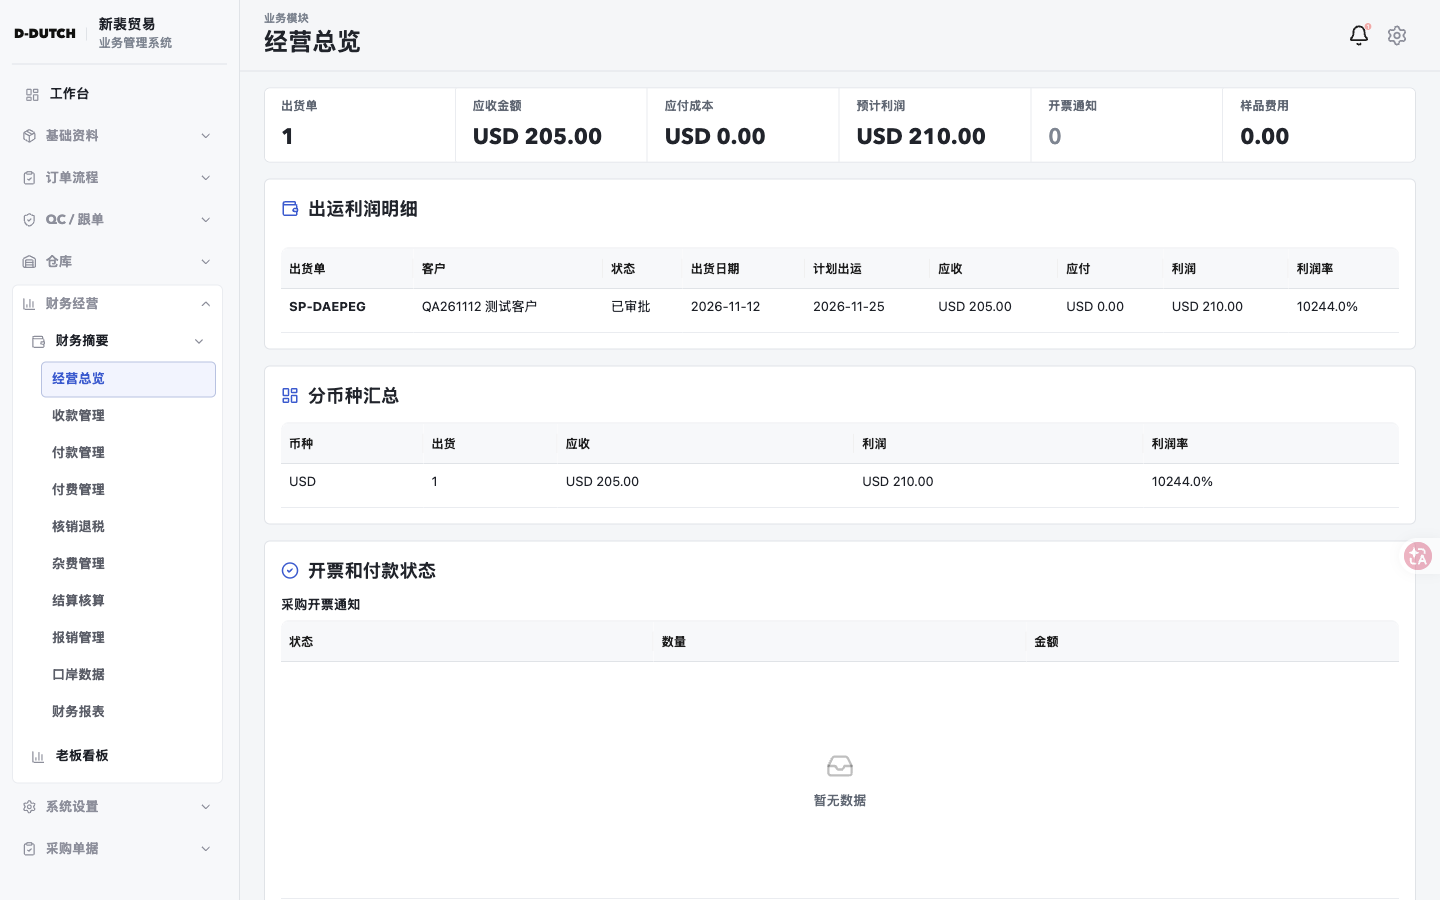 D-DUTCH
新裴贸易
业务管理系统
工作台
基础资料
订单流程
QC / 跟单
仓库
财务经营
财务摘要
经营总览
收款管理
付款管理
付费管理
核销退税
杂费管理
结算核算
报销管理
口岸数据
财务报表
老板看板
系统设置
采购单据
业务模块
经营总览
出货单
1
应收金额
USD 205.00
应付成本
USD 0.00
预计利润
USD 210.00
开票通知
0
样品费用
0.00
出运利润明细
出货单 客户 状态 出货日期 计划出运 应收 应付 利润 利润率
SP-DAEPEG QA261112 测试客户 已审批 2026-11-12 2026-11-25 USD 205.00 USD 0.00 USD 210.00 10244.0%
分币种汇总
币种 出货 应收 利润 利润率
USD 1 USD 205.00 USD 210.00 10244.0%
开票和付款状态
采购开票通知
状态 数量 金额
暂无数据